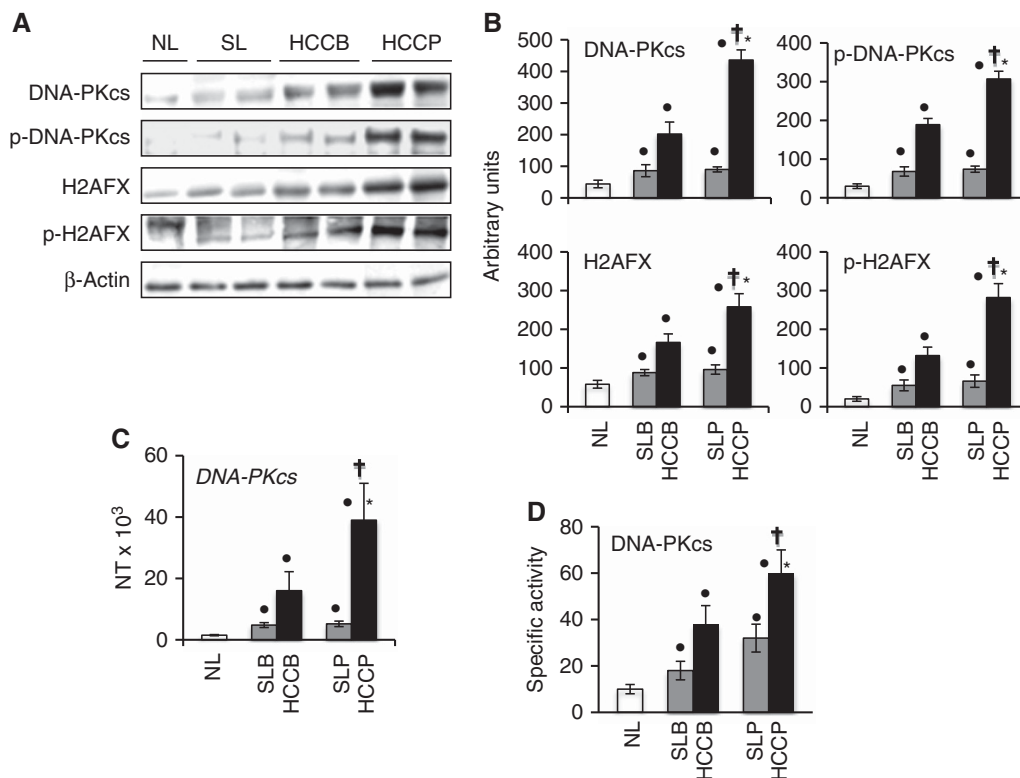 A
NL SL HCCB HCCP
DNA-PKcs
p-DNA-PKcs
H2AFX
p-H2AFX
β-Actin
B
Arbitrary units
DNA-PKcs
500
400
300
200
100
0
† *
p-DNA-PKcs
400
300
200
100
0
† *
H2AFX
400
300
200
100
0
† *
NL SLB HCCB SLP HCCP
p-H2AFX
400
300
200
100
0
† *
NL SLB HCCB SLP HCCP
C
NT x 10³
DNA-PKcs
60
40
20
0
† *
NL SLB HCCB SLP HCCP
D
Specific activity
DNA-PKcs
80
60
40
20
0
† *
NL SLB HCCB SLP HCCP